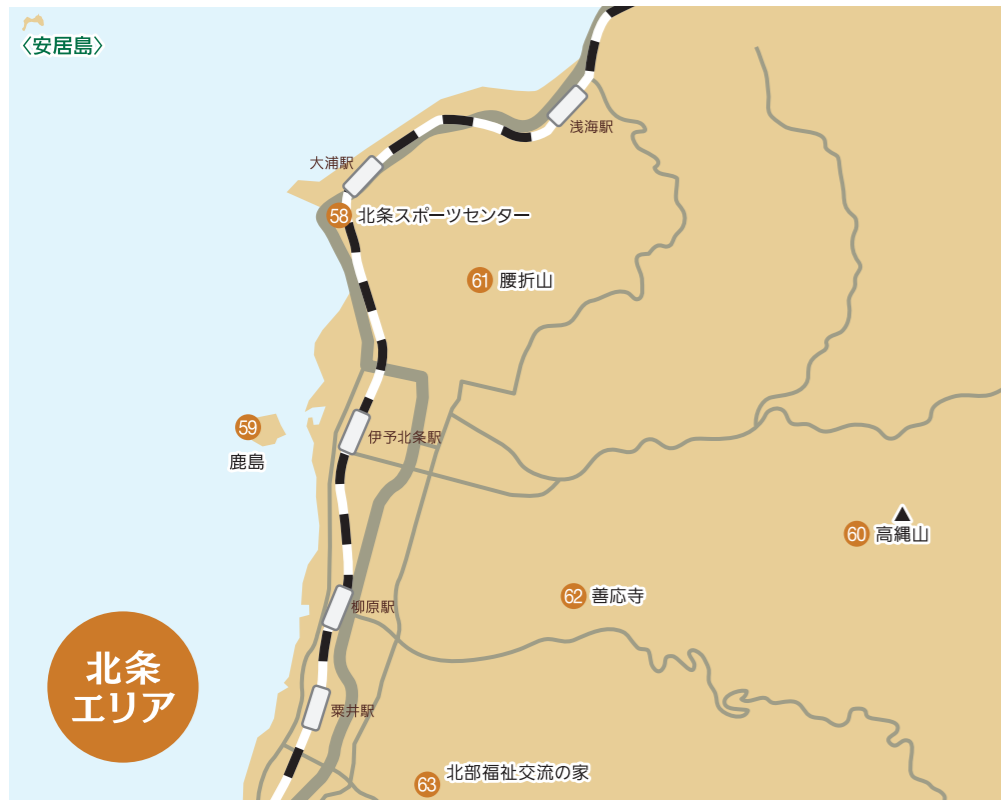 〈安居島〉
浅海駅
大浦駅
58 北条スポーツセンター
61 腰折山
59
鹿島
伊予北条駅
60 高縄山
62 善応寺
柳原駅
北条
エリア
粟井駅
63 北部福祉交流の家